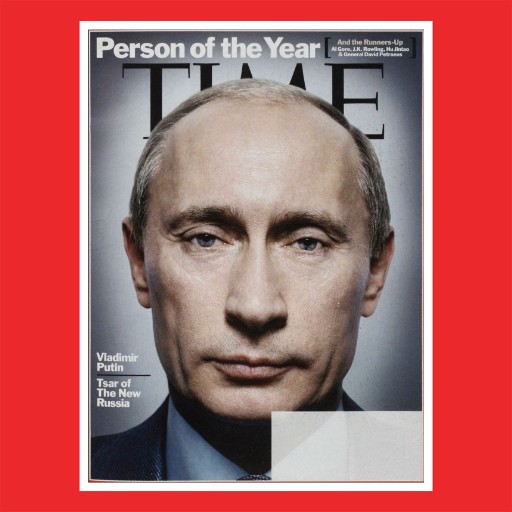 Person of the Year
[ And the Runners-Up
Al Gore, J.K. Rowling, Hu Jintao
& General David Petraeus ]
TIME
Vladimir
Putin
Tsar of
The New
Russia